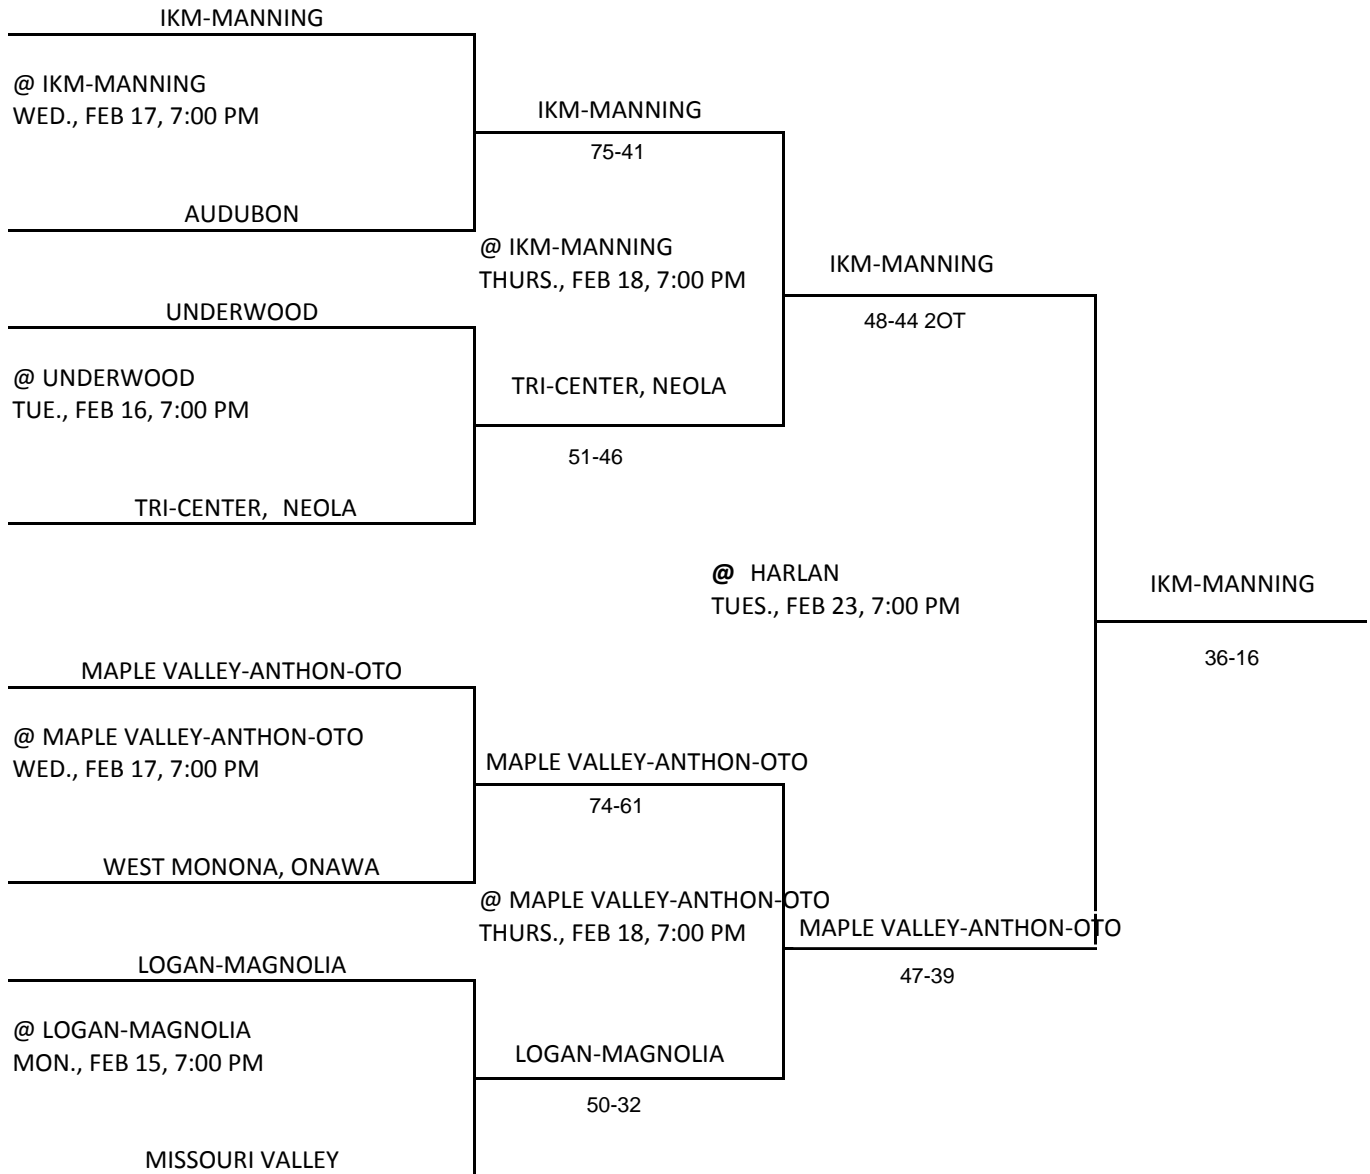 IKM-MANNING
@ IKM-MANNING
WED., FEB 17, 7:00 PM
IKM-MANNING
75-41
AUDUBON
@ IKM-MANNING
THURS., FEB 18, 7:00 PM
IKM-MANNING
48-44 2OT
UNDERWOOD
@ UNDERWOOD
TUE., FEB 16, 7:00 PM
TRI-CENTER, NEOLA
51-46
TRI-CENTER, NEOLA
@ HARLAN
TUES., FEB 23, 7:00 PM
IKM-MANNING
36-16
MAPLE VALLEY-ANTHON-OTO
@ MAPLE VALLEY-ANTHON-OTO
WED., FEB 17, 7:00 PM
MAPLE VALLEY-ANTHON-OTO
74-61
WEST MONONA, ONAWA
@ MAPLE VALLEY-ANTHON-OTO
THURS., FEB 18, 7:00 PM
MAPLE VALLEY-ANTHON-OTO
47-39
LOGAN-MAGNOLIA
@ LOGAN-MAGNOLIA
MON., FEB 15, 7:00 PM
LOGAN-MAGNOLIA
50-32
MISSOURI VALLEY